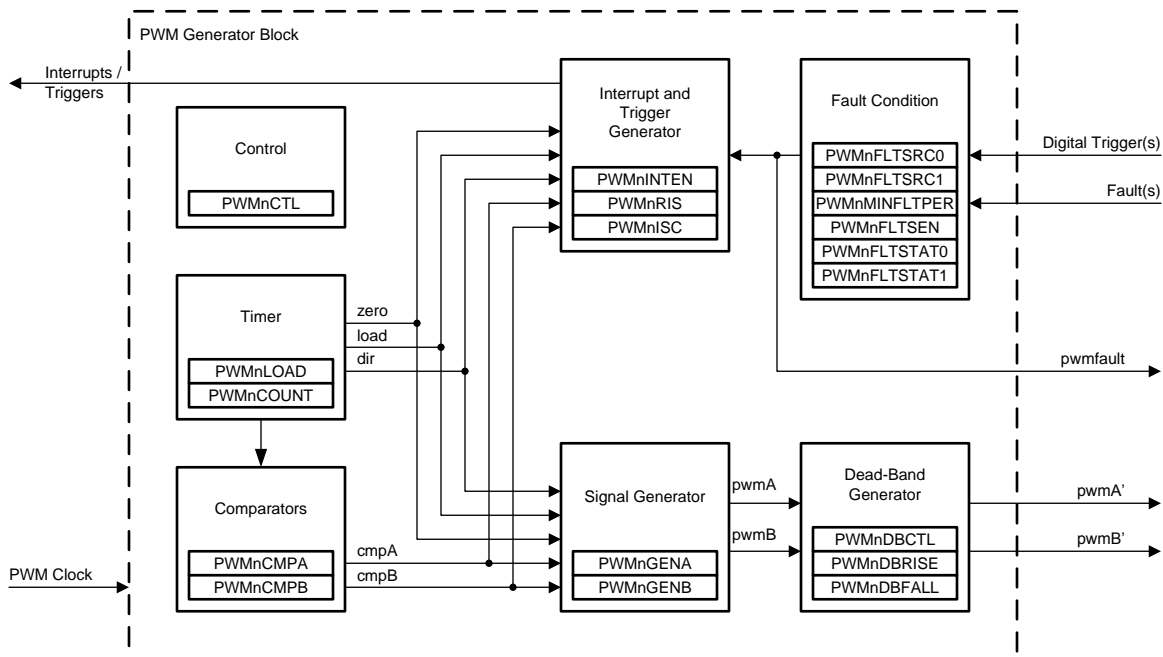 PWM Generator Block
Interrupts /
Triggers
Control
PWMnCTL
Interrupt and
Trigger
Generator
PWMnINTEN
PWMnRIS
PWMnISC
Fault Condition
PWMnFLTSRC0
PWMnFLTSRC1
PWMnMINFLTPER
PWMnFLTSEN
PWMnFLTSTAT0
PWMnFLTSTAT1
Digital Trigger(s)
Fault(s)
Timer
PWMnLOAD
PWMnCOUNT
zero
load
dir
pwmfault
Comparators
PWMnCMPA
PWMnCMPB
cmpA
cmpB
PWM Clock
Signal Generator
PWMnGENA
PWMnGENB
pwmA
pwmB
Dead-Band
Generator
PWMnDBCTL
PWMnDBRISE
PWMnDBFALL
pwmA’
pwmB’